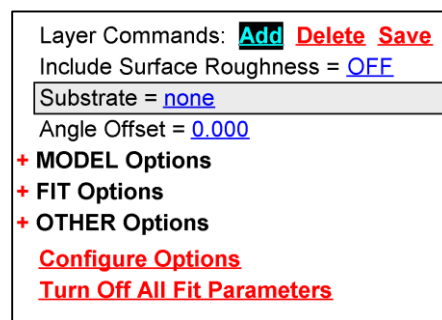 Layer Commands: Add Delete Save
Include Surface Roughness = OFF
Substrate = none
Angle Offset = 0.000
+ MODEL Options
+ FIT Options
+ OTHER Options
Configure Options
Turn Off All Fit Parameters